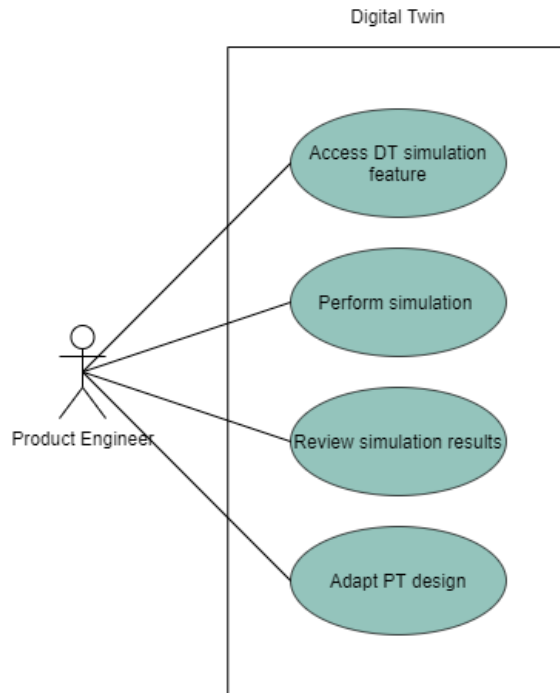 Digital Twin
Access DT simulation
feature
Perform simulation
Product Engineer
Review simulation results
Adapt PT design